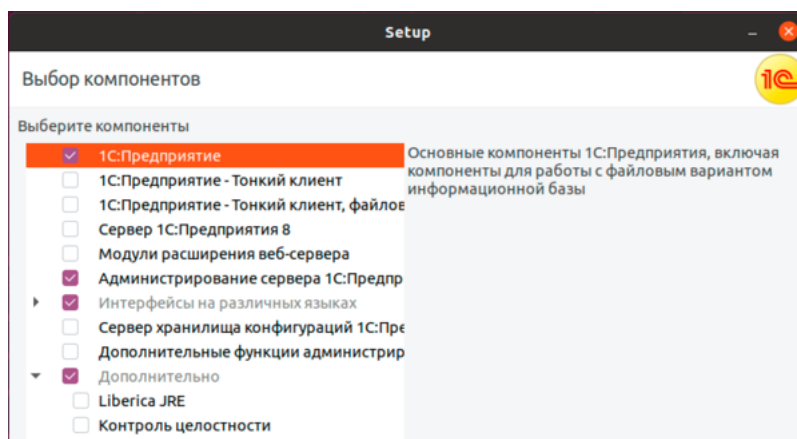 Setup
Выбор компонентов
1С
Выберите компоненты
1С:Предприятие
Основные компоненты 1С:Предприятия, включая
компоненты для работы с файловым вариантом
информационной базы
1С:Предприятие - Тонкий клиент
1С:Предприятие - Тонкий клиент, файлов
Сервер 1С:Предприятия 8
Модули расширения веб-сервера
Администрирование сервера 1С:Предпр
Интерфейсы на различных языках
Сервер хранилища конфигураций 1С:Пре
Дополнительные функции администрир
Дополнительно
Liberica JRE
Контроль целостности